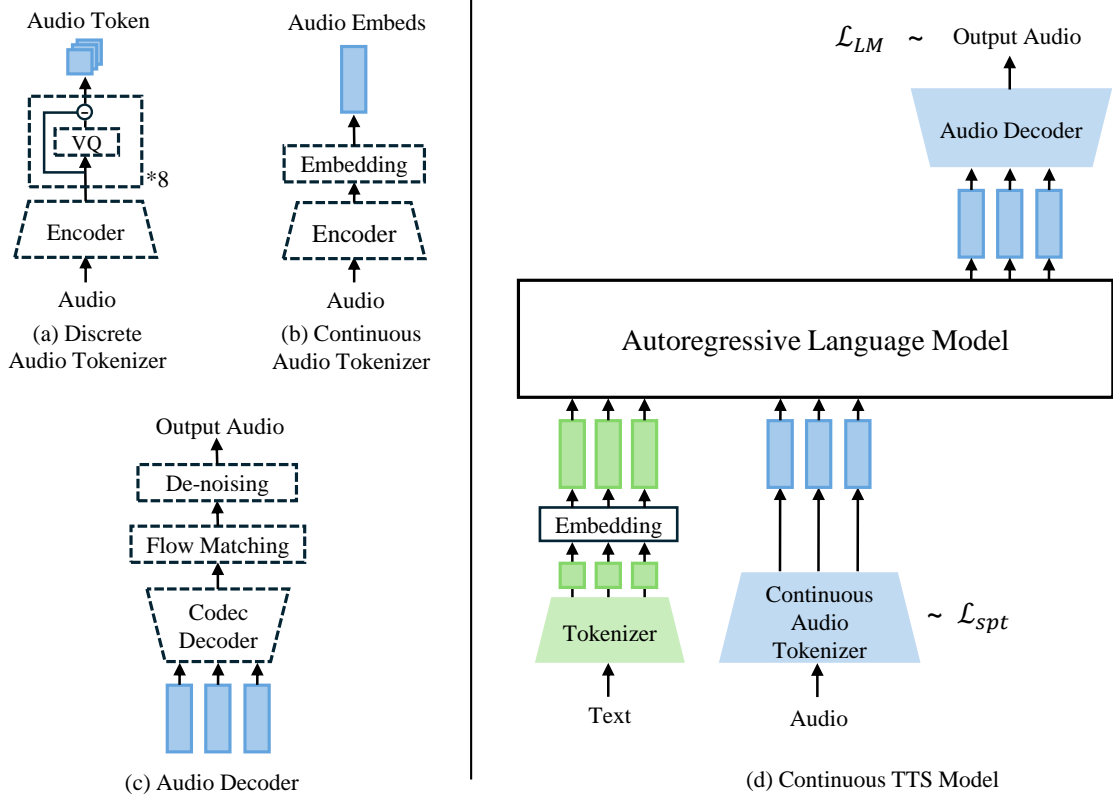 Audio Token
−
VQ
*8
Encoder
Audio
(a) Discrete
Audio Tokenizer
Audio Embeds
Embedding
Encoder
Audio
(b) Continuous
Audio Tokenizer
Output Audio
De-noising
Flow Matching
Codec
Decoder
(c) Audio Decoder
ℒ_LM ~ Output Audio
Audio Decoder
Autoregressive Language Model
Embedding
Tokenizer
Text
Continuous
Audio
Tokenizer
~ ℒ_spt
Audio
(d) Continuous TTS Model